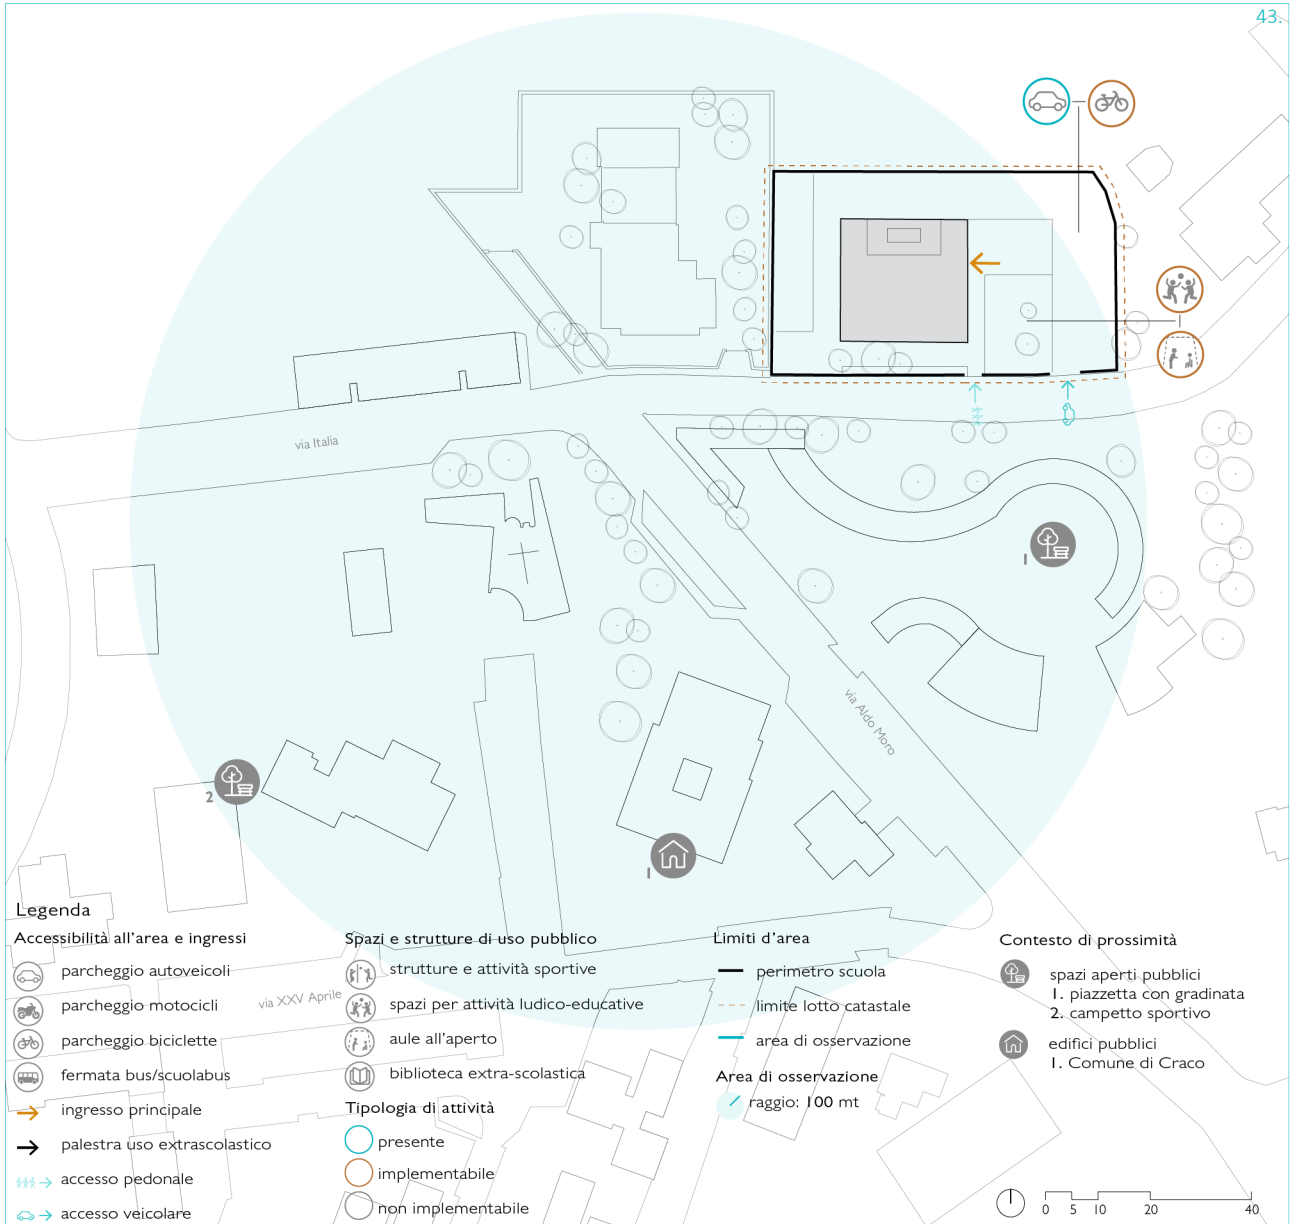 43.
via Italia
1
via Aldo Moro
2
1
via XXV Aprile
Legenda
Accessibilità all'area e ingressi
parcheggio autoveicoli
parcheggio motocicli
parcheggio biciclette
fermata bus/scuolabus
ingresso principale
palestra uso extrascolastico
accesso pedonale
accesso veicolare
Spazi e strutture di uso pubblico
strutture e attività sportive
spazi per attività ludico-educative
aule all'aperto
biblioteca extra-scolastica
Tipologia di attività
presente
implementabile
non implementabile
Limiti d'area
perimetro scuola
limite lotto catastale
area di osservazione
Area di osservazione
raggio: 100 mt
Contesto di prossimità
spazi aperti pubblici
1. piazzetta con gradinata
2. campetto sportivo
edifici pubblici
1. Comune di Craco
0 5 10 20 40